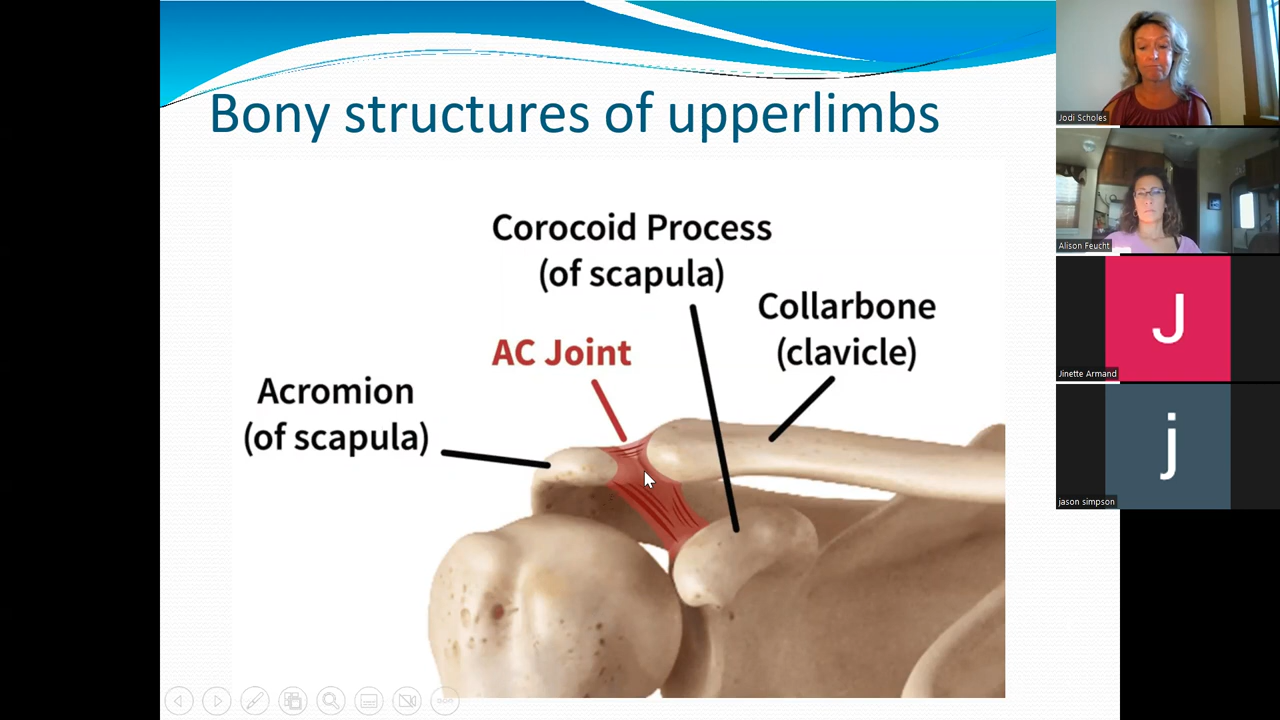 Bony structures of upperlimbs
Corocoid Process
(of scapula)
Collarbone
(clavicle)
AC Joint
Acromion
(of scapula)
Jodi Scholes
Alison Feucht
J
Jinette Armand
j
jason simpson